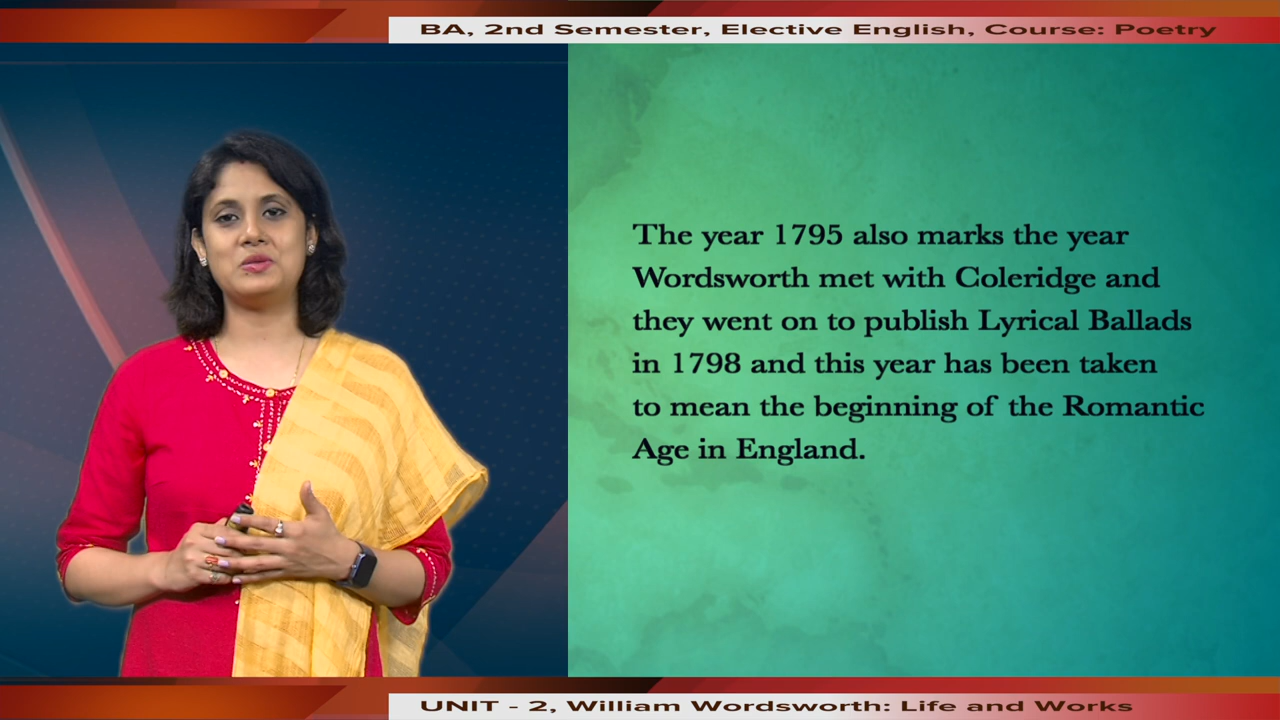 BA, 2nd Semester, Elective English, Course: Poetry
The year 1795 also marks the year
Wordsworth met with Coleridge and
they went on to publish Lyrical Ballads
in 1798 and this year has been taken
to mean the beginning of the Romantic
Age in England.
UNIT - 2, William Wordsworth: Life and Works